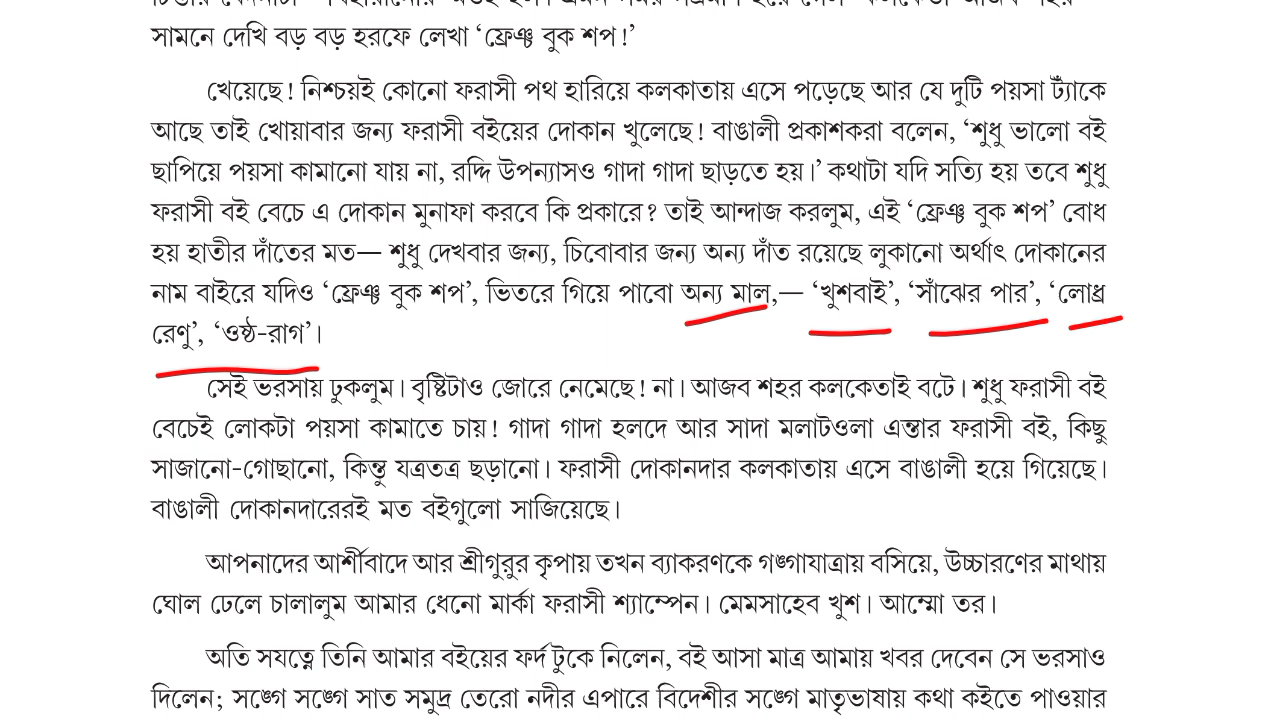 সামনে দেখি বড় বড় হরফে লেখা ‘ফ্রেঞ্চ বুক শপ!’
খেয়েছে! নিশ্চয়ই কোনো ফরাসী পথ হারিয়ে কলকাতায় এসে পড়েছে আর যে দুটি পয়সা ট্যাঁকে
আছে তাই খোয়াবার জন্য ফরাসী বইয়ের দোকান খুলেছে! বাঙালী প্রকাশকরা বলেন, ‘শুধু ভালো বই
ছাপিয়ে পয়সা কামানো যায় না, রদ্দি উপন্যাসও গাদা গাদা ছাড়তে হয়।’ কথাটা যদি সত্যি হয় তবে শুধু
ফরাসী বই বেচে এ দোকান মুনাফা করবে কি প্রকারে? তাই আন্দাজ করলুম, এই ‘ফ্রেঞ্চ বুক শপ’ বোধ
হয় হাতীর দাঁতের মত— শুধু দেখবার জন্য, চিবোবার জন্য অন্য দাঁত রয়েছে লুকানো অর্থাৎ দোকানের
নাম বাইরে যদিও ‘ফ্রেঞ্চ বুক শপ’, ভিতরে গিয়ে পাবো অন্য মাল,— ‘খুশবাই’, ‘সাঁঝের পার’, ‘লোধ্র
রেণু’, ‘ওষ্ঠ-রাগ’।
সেই ভরসায় ঢুকলুম। বৃষ্টিটাও জোরে নেমেছে! না। আজব শহর কলকেতাই বটে। শুধু ফরাসী বই
বেচেই লোকটা পয়সা কামাতে চায়! গাদা গাদা হলদে আর সাদা মলাটওলা এন্তার ফরাসী বই, কিছু
সাজানো-গোছানো, কিন্তু যত্রতত্র ছড়ানো। ফরাসী দোকানদার কলকাতায় এসে বাঙালী হয়ে গিয়েছে।
বাঙালী দোকানদারেরই মত বইগুলো সাজিয়েছে।
আপনাদের আর্শীবাদে আর শ্রীগুরুর কৃপায় তখন ব্যাকরণকে গঙ্গাযাত্রায় বসিয়ে, উচ্চারণের মাথায়
ঘোল ঢেলে চালালুম আমার ধেনো মার্কা ফরাসী শ্যাম্পেন। মেমসাহেব খুশ। আম্মো তর।
অতি সযত্নে তিনি আমার বইয়ের ফর্দ টুকে নিলেন, বই আসা মাত্র আমায় খবর দেবেন সে ভরসাও
দিলেন; সঙ্গে সঙ্গে সাত সমুদ্র তেরো নদীর এপারে বিদেশীর সঙ্গে মাতৃভাষায় কথা কইতে পাওয়ার